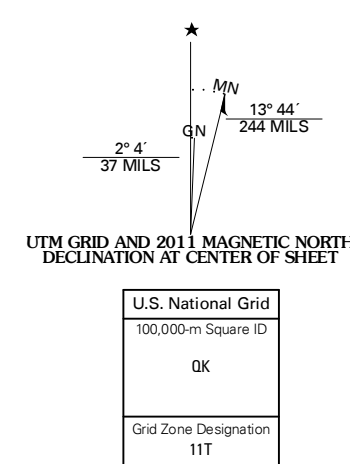 MN
GN
13° 44´
244 MILS
2° 4´
37 MILS
UTM GRID AND 2011 MAGNETIC NORTH
DECLINATION AT CENTER OF SHEET
U.S. National Grid
100,000-m Square ID
QK
Grid Zone Designation
11T